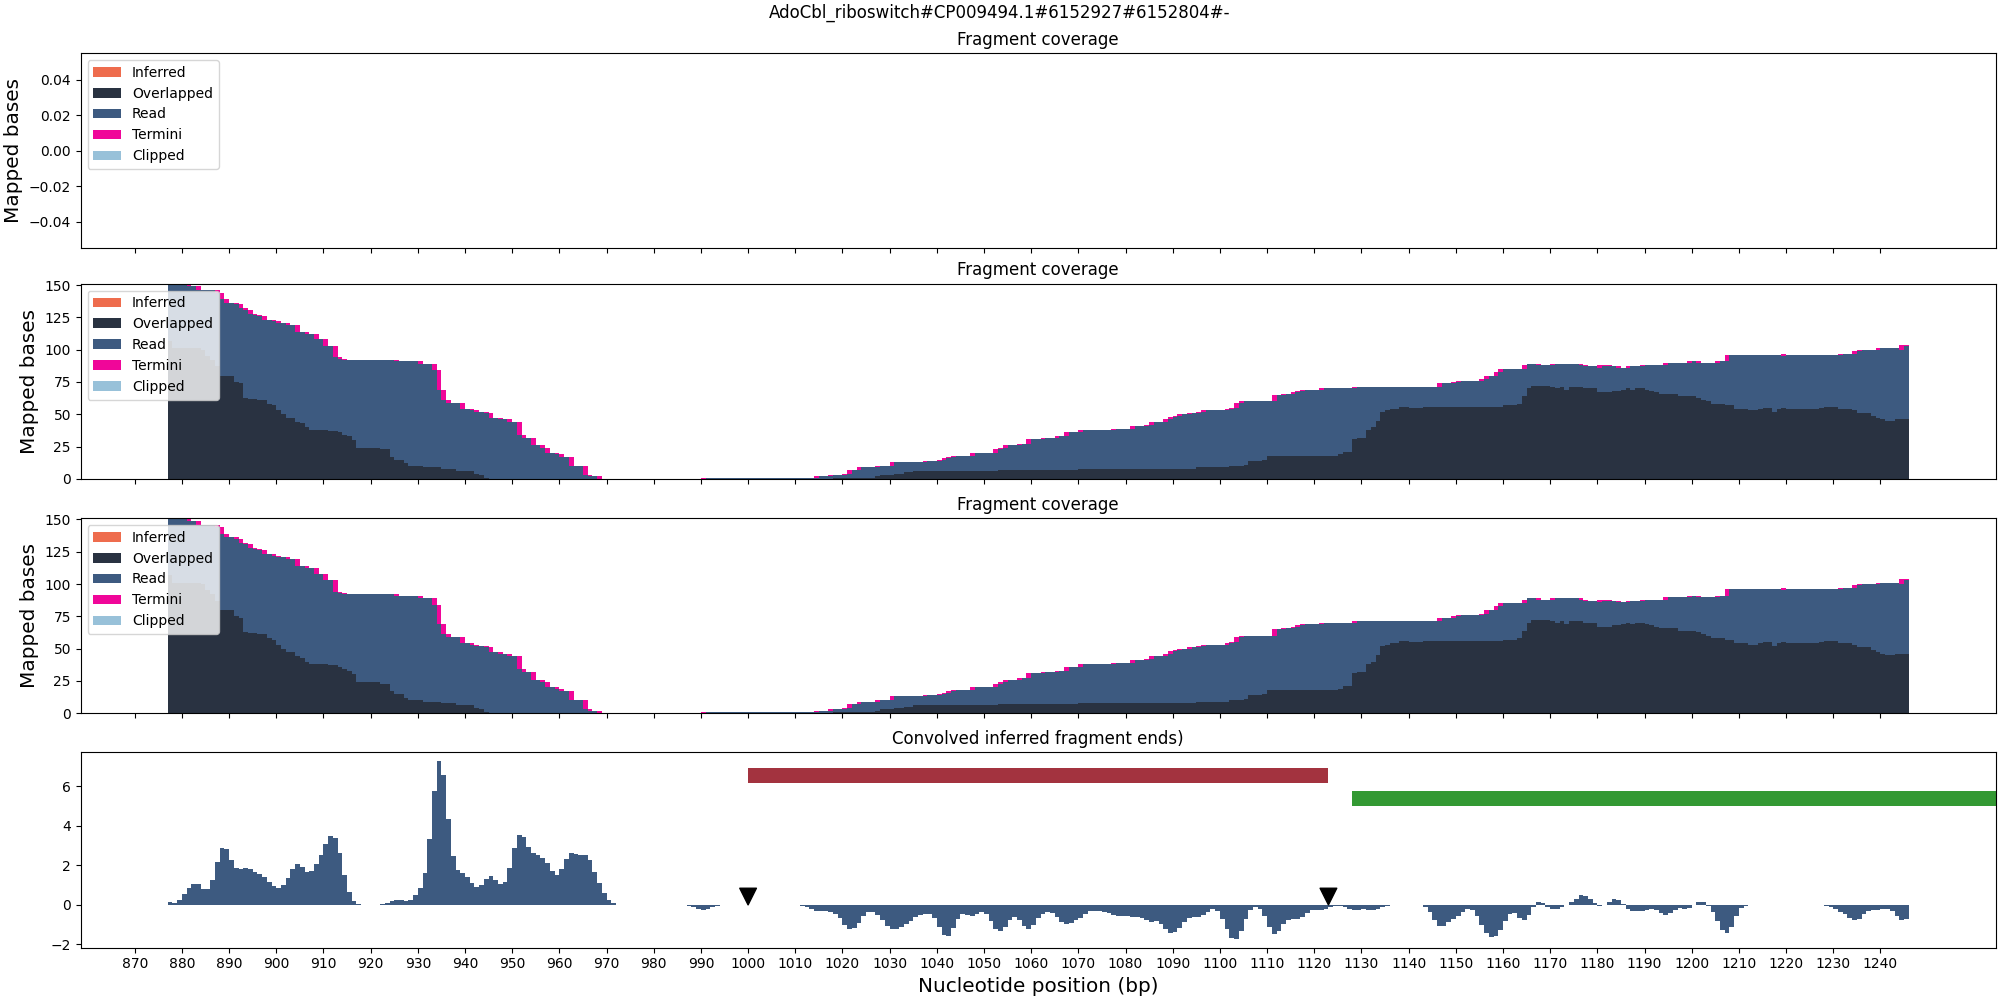 AdoCbl_riboswitch#CP009494.1#6152927#6152804#-
Fragment coverage
Mapped bases
0.04
0.02
0.00
−0.02
−0.04
Inferred
Overlapped
Read
Termini
Clipped
Fragment coverage
Mapped bases
150
125
100
75
50
25
0
Inferred
Overlapped
Read
Termini
Clipped
Fragment coverage
Mapped bases
150
125
100
75
50
25
0
Inferred
Overlapped
Read
Termini
Clipped
Convolved inferred fragment ends)
6
4
2
0
−2
870 880 890 900 910 920 930 940 950 960 970 980 990 1000 1010 1020 1030 1040 1050 1060 1070 1080 1090 1100 1110 1120 1130 1140 1150 1160 1170 1180 1190 1200 1210 1220 1230 1240
Nucleotide position (bp)